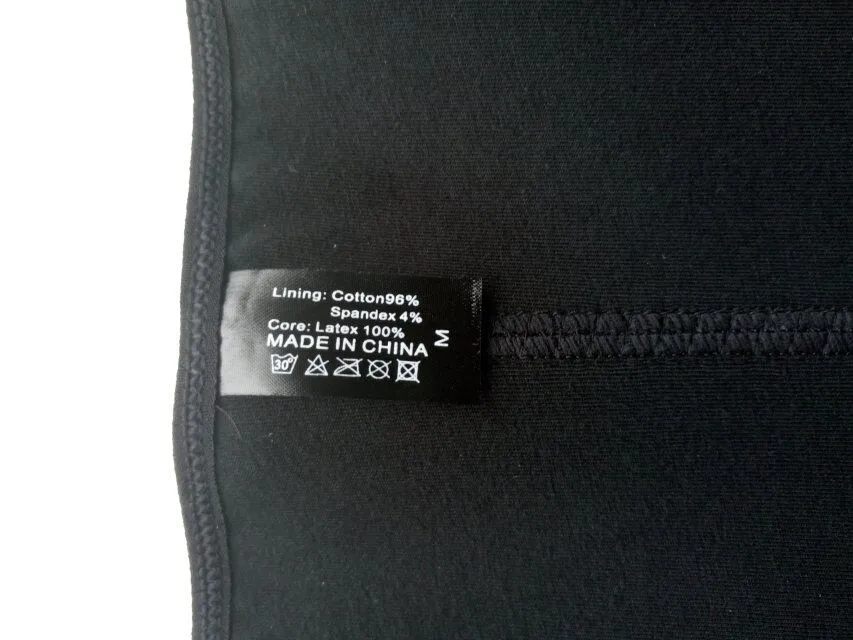 Lining: Cotton96%
Spandex 4%
Core: Latex 100%
MADE IN CHINA
M
30°